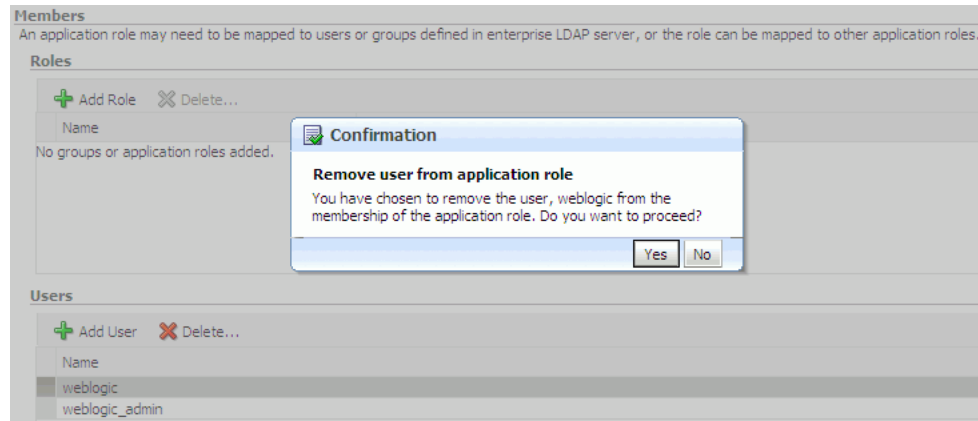 Members
An application role may need to be mapped to users or groups defined in enterprise LDAP server, or the role can be mapped to other application roles.
Roles
Add Role Delete...
Name
No groups or application roles added.
Confirmation
Remove user from application role
You have chosen to remove the user, weblogic from the
membership of the application role. Do you want to proceed?
Yes No
Users
Add User Delete...
Name
weblogic
weblogic_admin